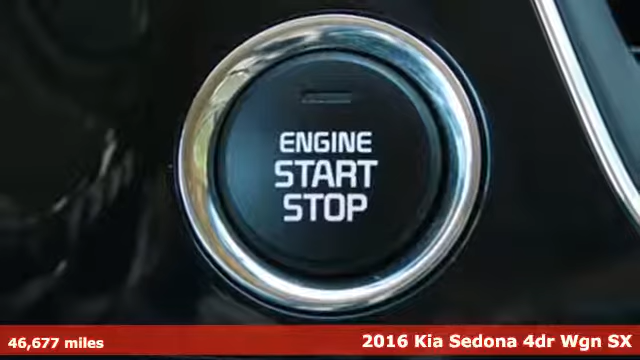 ENGINE
START
STOP
46,677 miles
2016 Kia Sedona 4dr Wgn SX